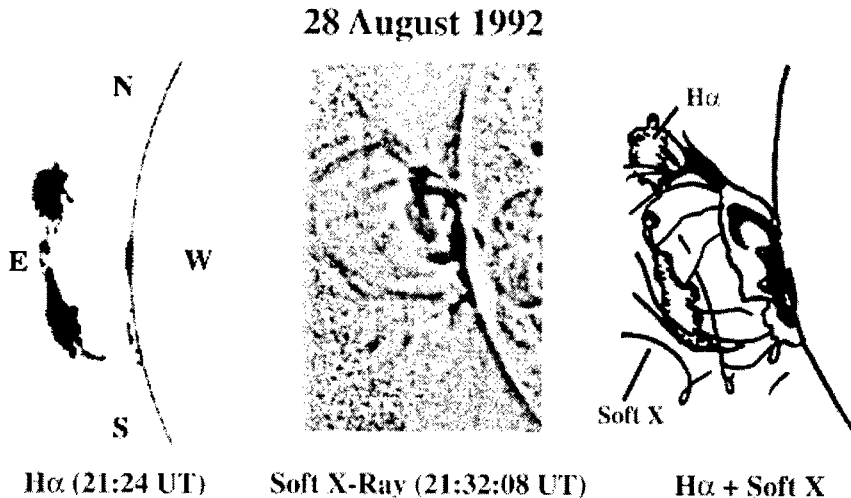 28 August 1992
N
E
W
S
Hα
Soft X
Hα (21:24 UT)
Soft X-Ray (21:32:08 UT)
Hα + Soft X